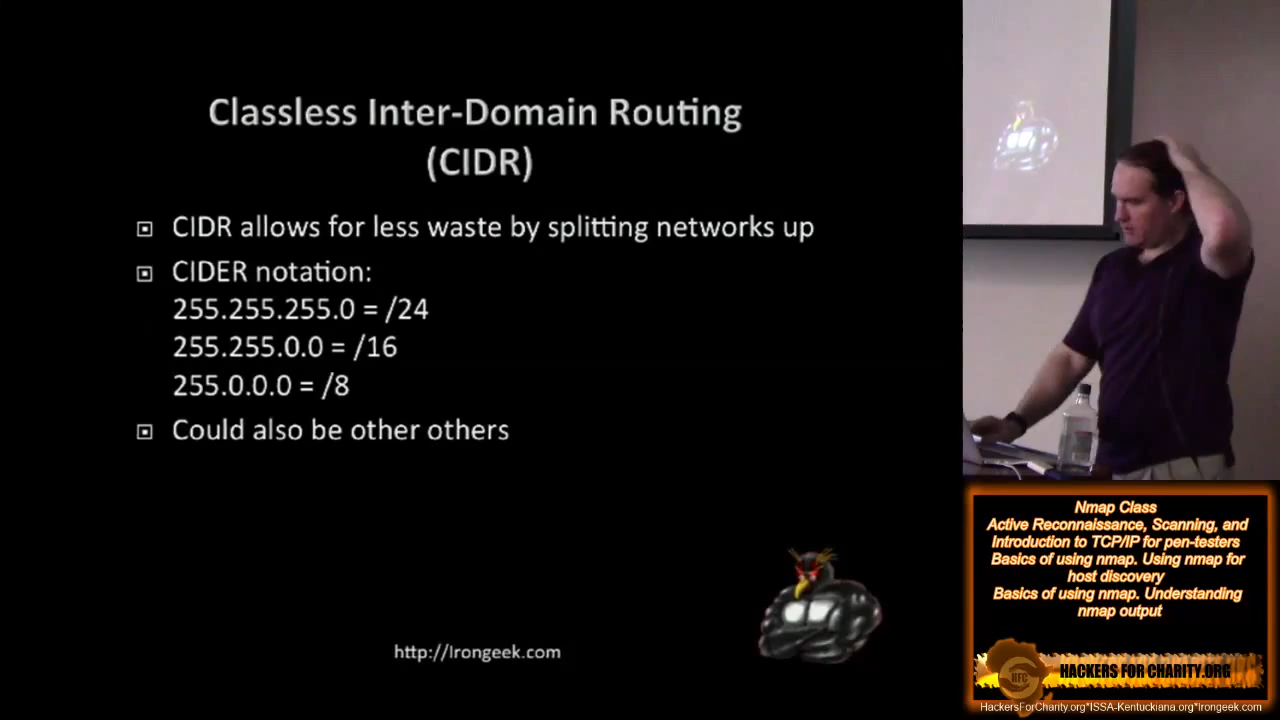 Classless Inter-Domain Routing
(CIDR)
CIDR allows for less waste by splitting networks up
CIDER notation:
255.255.255.0 = /24
255.255.0.0 = /16
255.0.0.0 = /8
Could also be other others
http://Irongeek.com
Nmap Class
Active Reconnaissance, Scanning, and
Introduction to TCP/IP for pen-testers
Basics of using nmap. Using nmap for
host discovery
Basics of using nmap. Understanding
nmap output
HFC
HACKERS FOR CHARITY.ORG
HackersForCharity.org*ISSA-Kentuckiana.org*Irongeek.com